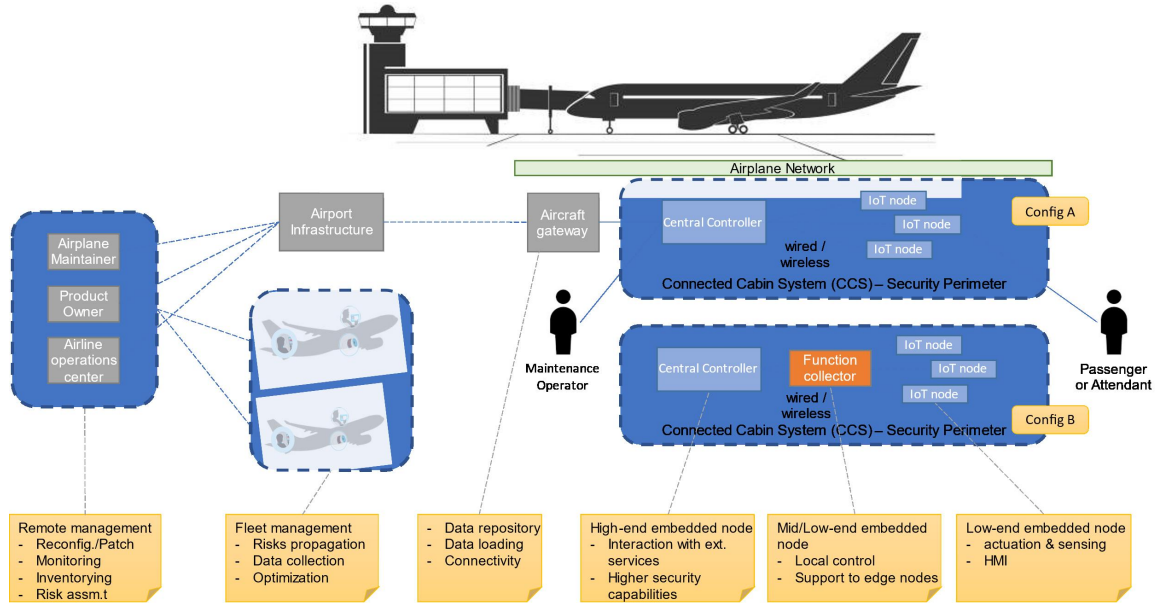 Airplane Network
Airplane
Maintainer
Product
Owner
Airline
operations
center
Airport
Infrastructure
Aircraft
gateway
Central Controller
IoT node
IoT node
IoT node
wired /
wireless
Connected Cabin System (CCS) – Security Perimeter
Config A
Maintenance
Operator
Passenger
or Attendant
Central Controller
Function
collector
IoT node
IoT node
IoT node
wired /
wireless
Connected Cabin System (CCS) – Security Perimeter
Config B
Remote management
- Reconfig./Patch
- Monitoring
- Inventorying
- Risk assm.t
Fleet management
- Risks propagation
- Data collection
- Optimization
- Data repository
- Data loading
- Connectivity
High-end embedded node
- Interaction with ext.
services
- Higher security
capabilities
Mid/Low-end embedded
node
- Local control
- Support to edge nodes
Low-end embedded node
- actuation & sensing
- HMI